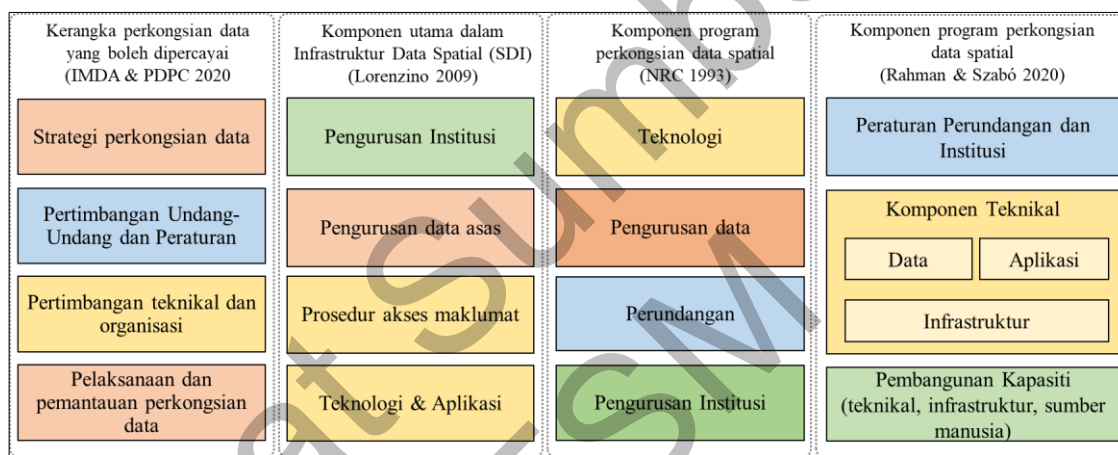 Kerangka perkongsian data
yang boleh dipercayai
(IMDA & PDPC 2020
Strategi perkongsian data
Pertimbangan Undang-
Undang dan Peraturan
Pertimbangan teknikal dan
organisasi
Pelaksanaan dan
pemantauan perkongsian
data
Komponen utama dalam
Infrastruktur Data Spatial (SDI)
(Lorenzino 2009)
Pengurusan Institusi
Pengurusan data asas
Prosedur akses maklumat
Teknologi & Aplikasi
Komponen program
perkongsian data spatial
(NRC 1993)
Teknologi
Pengurusan data
Perundangan
Pengurusan Institusi
Komponen program perkongsian
data spatial
(Rahman & Szabó 2020)
Peraturan Perundangan dan
Institusi
Komponen Teknikal
Data
Aplikasi
Infrastruktur
Pembangunan Kapasiti
(teknikal, infrastruktur, sumber
manusia)